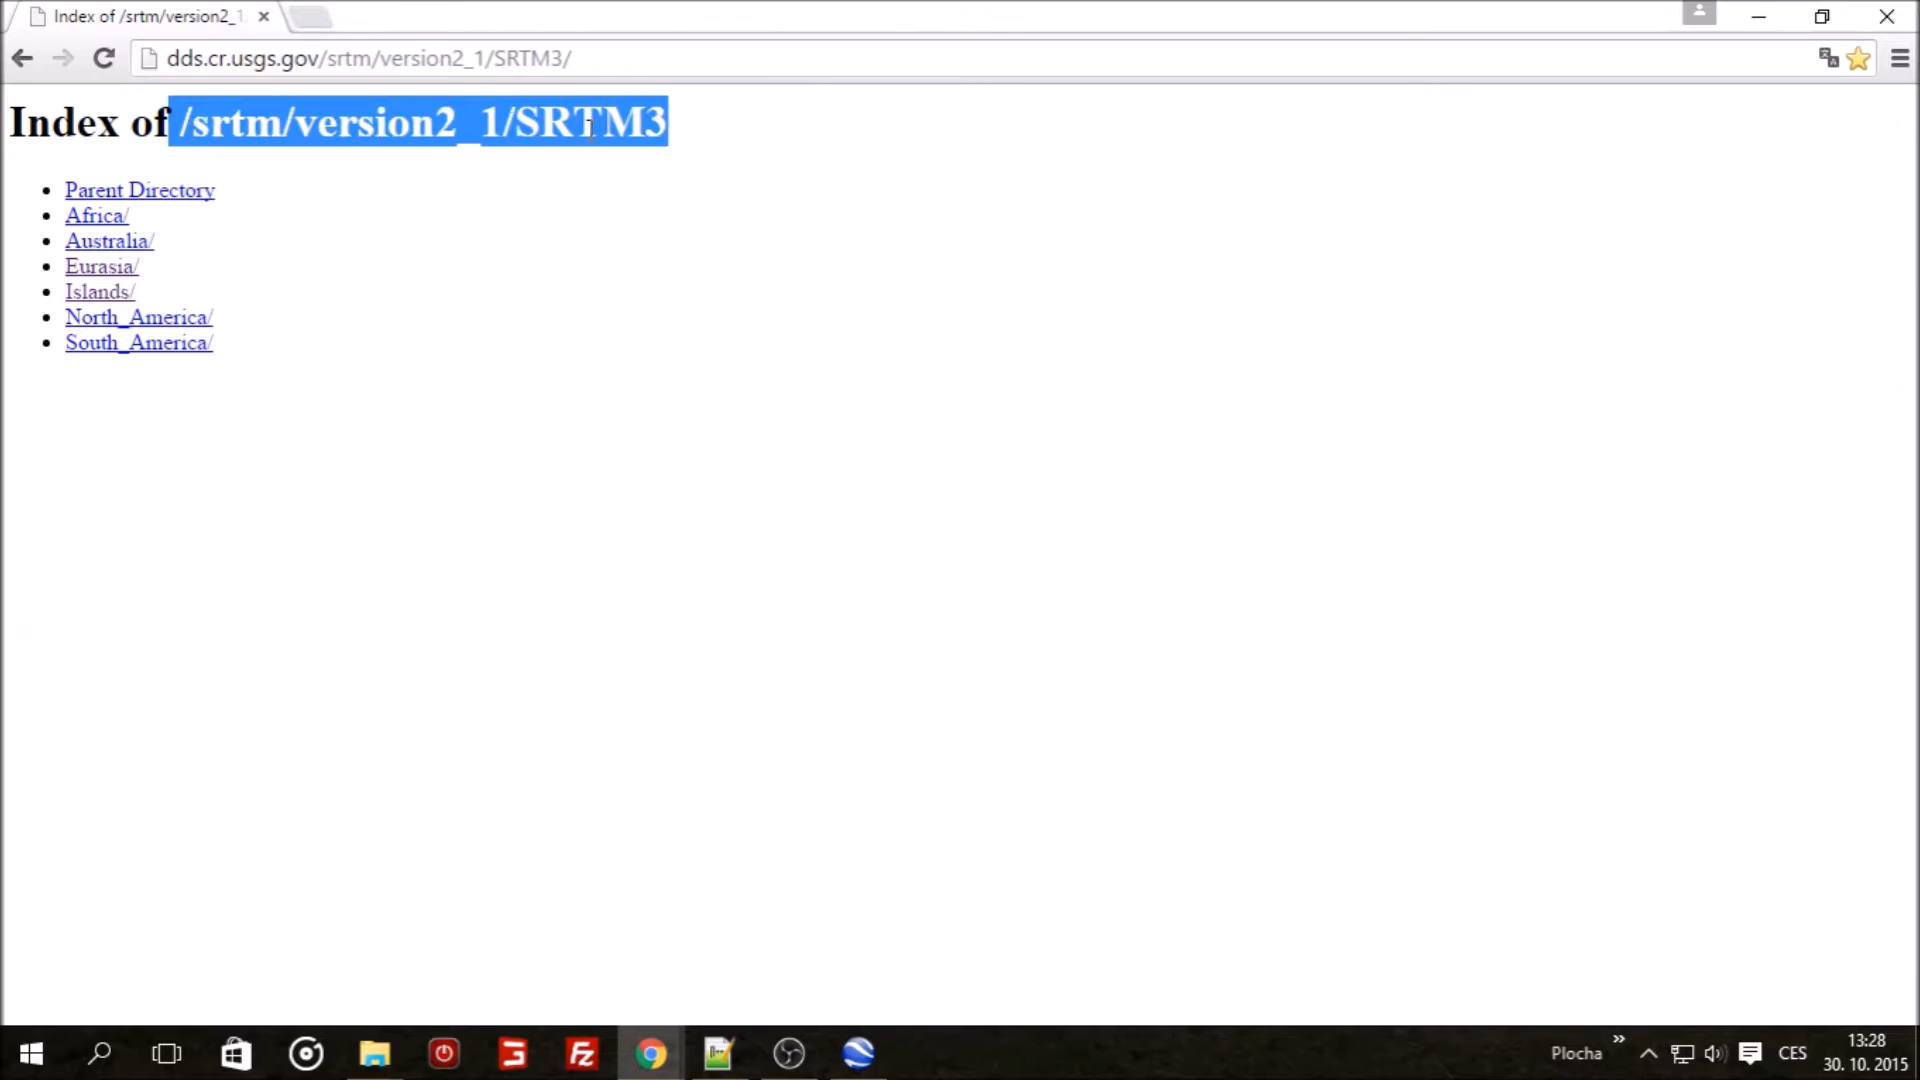 Index of /srtm/version2_1
dds.cr.usgs.gov/srtm/version2_1/SRTM3/
Index of /srtm/version2_1/SRTM3
Parent Directory
Africa/
Australia/
Eurasia/
Islands/
North_America/
South_America/
Plocha
CES
13:28
30. 10. 2015